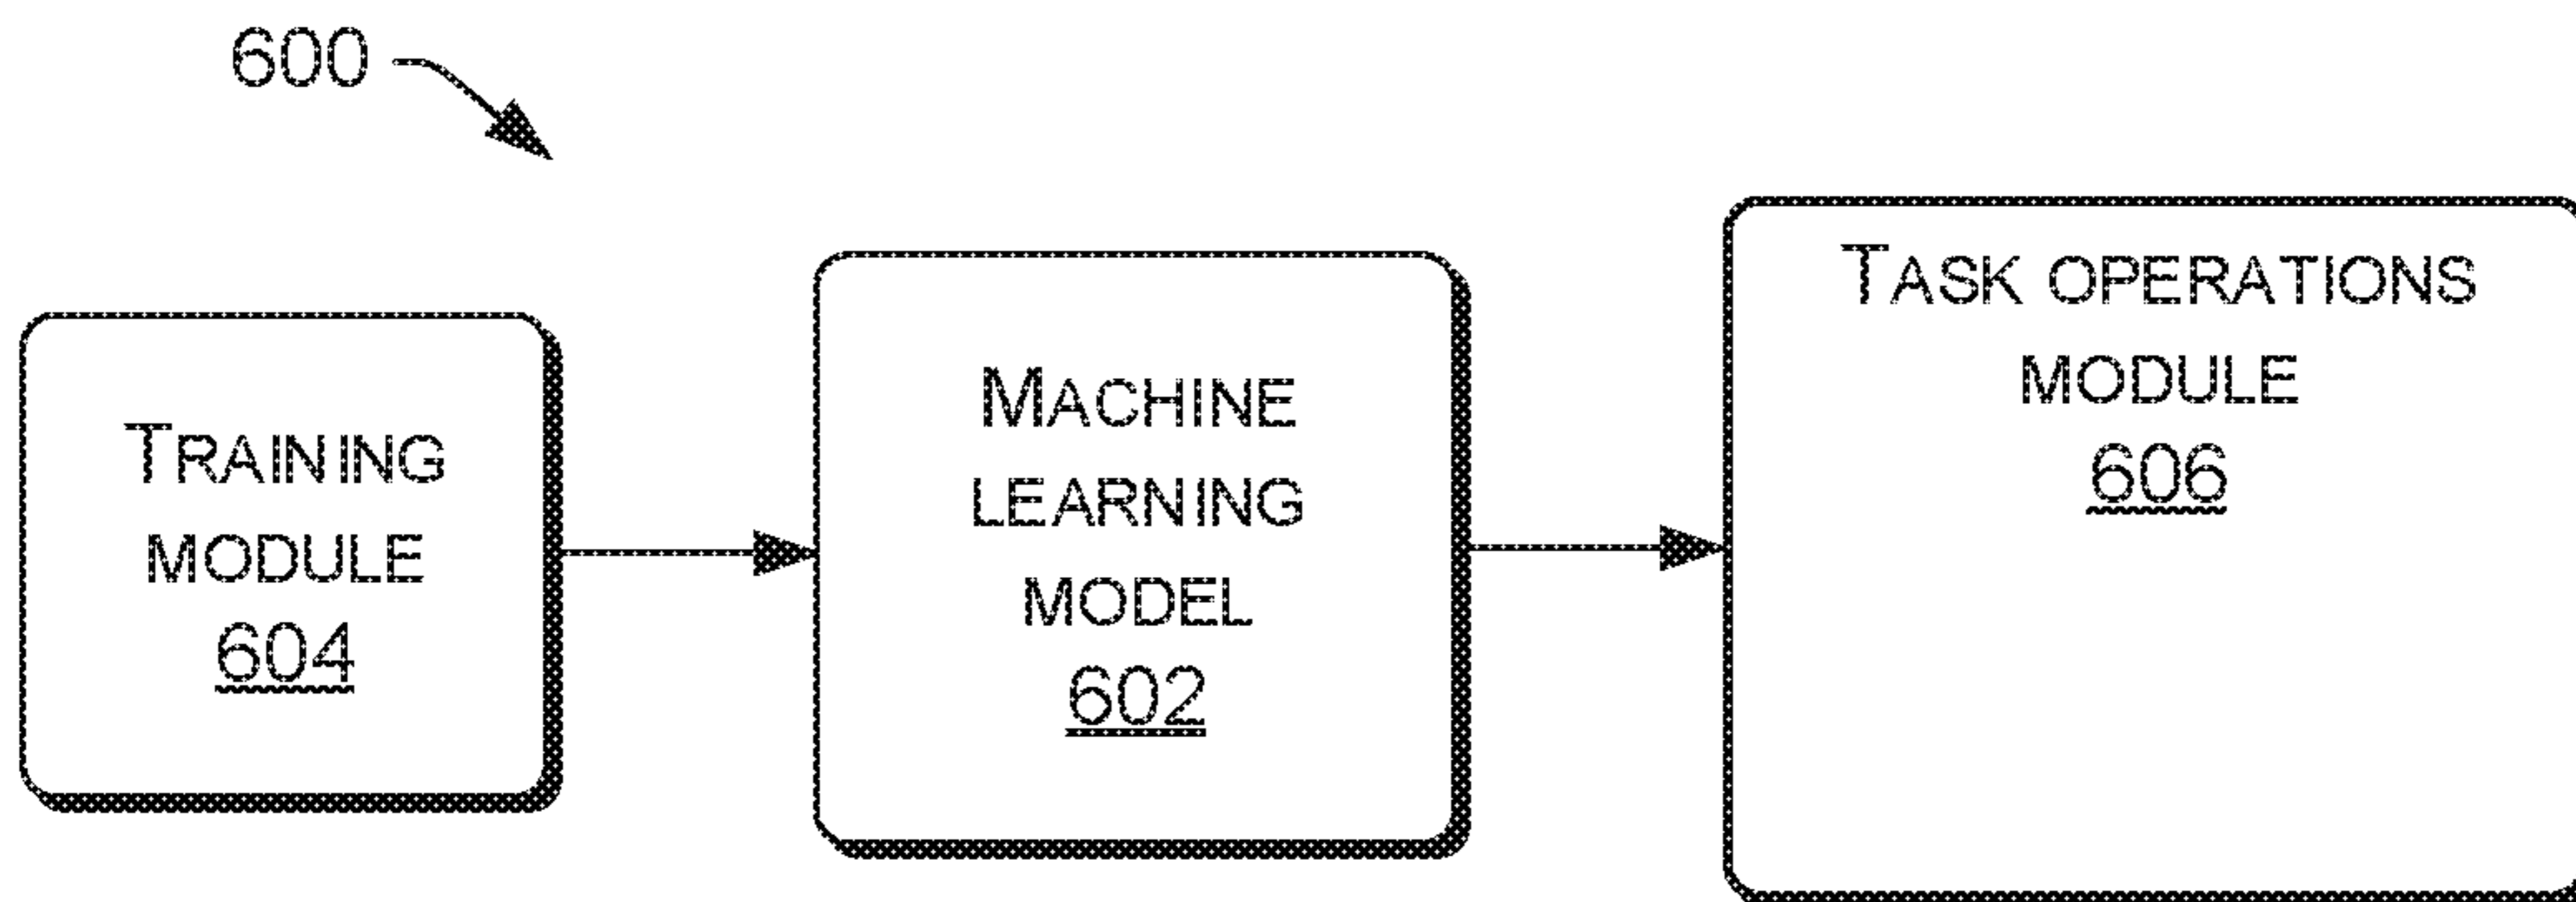 600
TRAINING
MODULE
604
MACHINE
LEARNING
MODEL
602
TASK OPERATIONS
MODULE
606